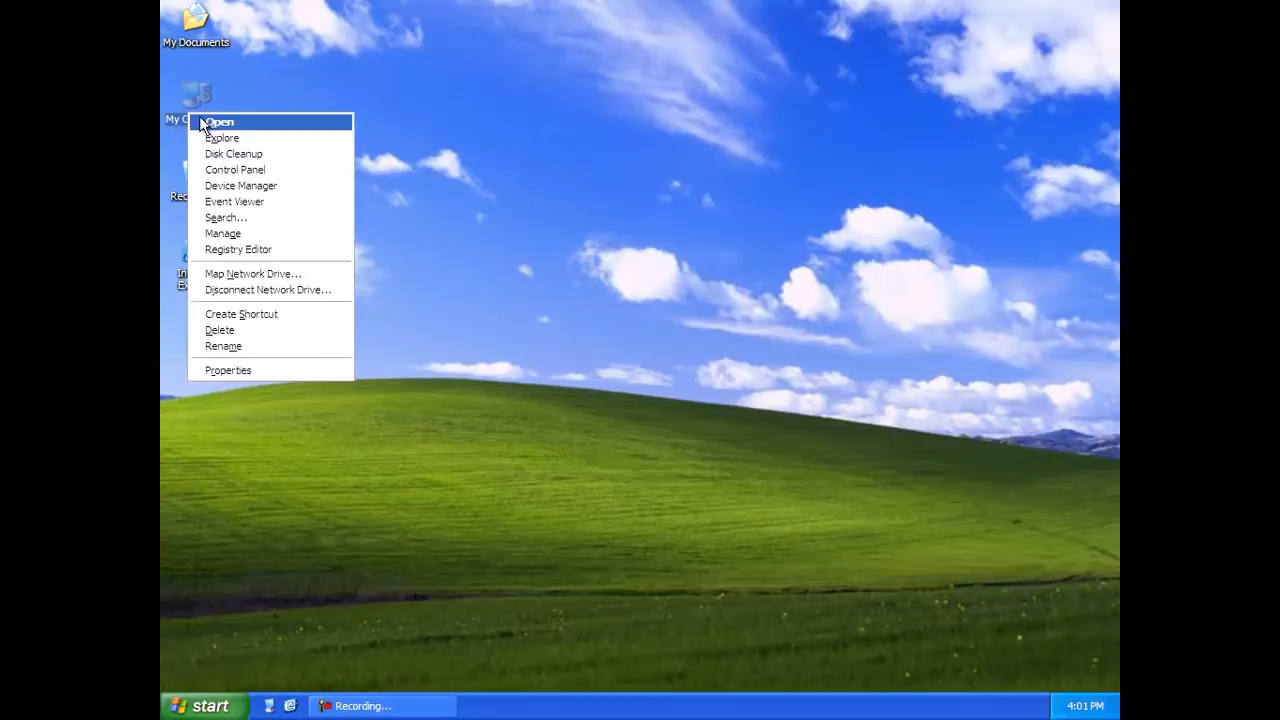 My Documents
My C
Open
Explore
Disk Cleanup
Control Panel
Device Manager
Event Viewer
Search...
Manage
Registry Editor
Map Network Drive...
Disconnect Network Drive...
Create Shortcut
Delete
Rename
Properties
Rec
In
Ex
start
Recording...
4:01 PM